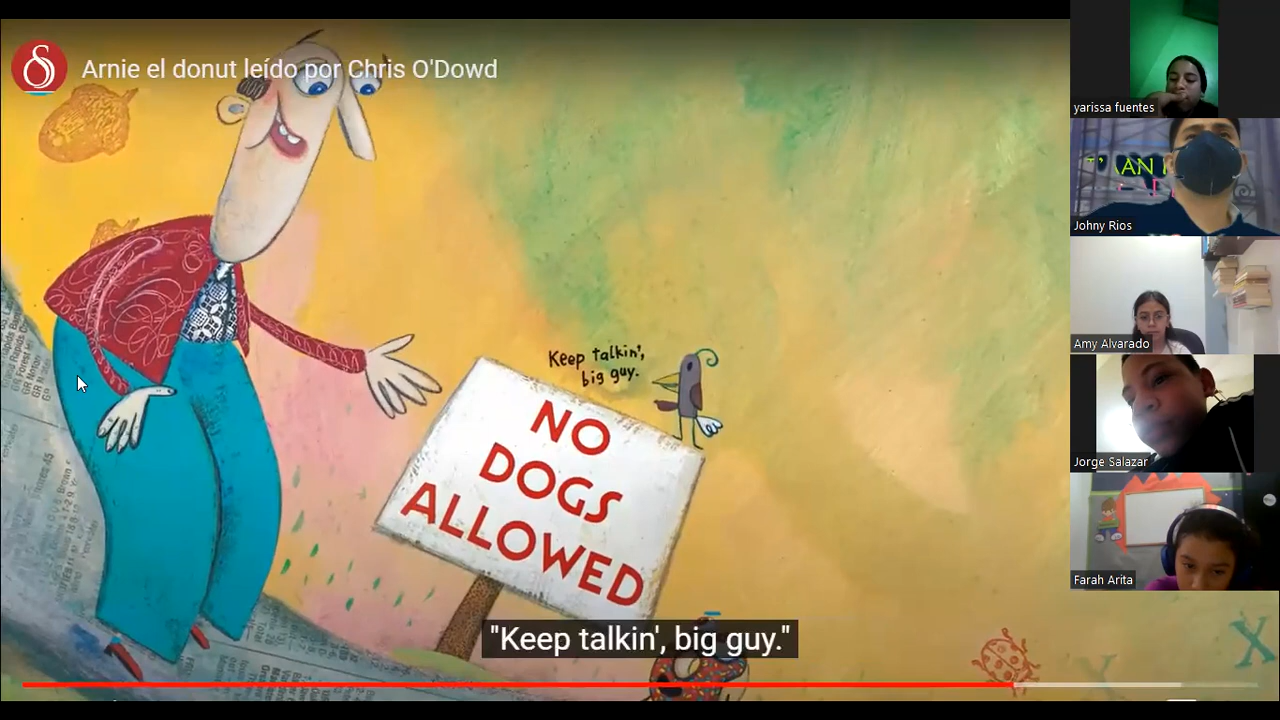 Arnie el donut leído por Chris O'Dowd
Keep talkin',
big guy.
NO
DOGS
ALLOWED
"Keep talkin', big guy."
yarissa fuentes
Johny Rios
Amy Alvarado
Jorge Salazar
Farah Arita
X